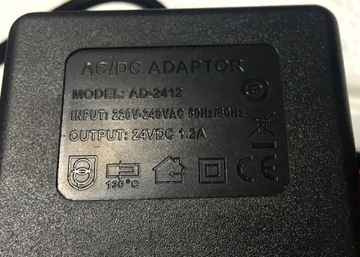 AC/DC ADAPTOR
MODEL: AD-2412
INPUT: 220V-240VAC 50Hz/60Hz
OUTPUT: 24VDC 1.2A
130°C
CE